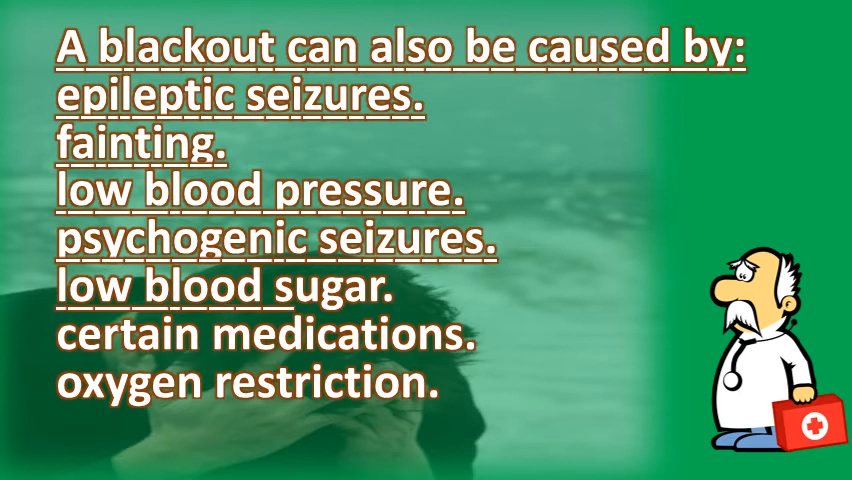 A blackout can also be caused by:
epileptic seizures.
fainting.
low blood pressure.
psychogenic seizures.
low blood sugar.
certain medications.
oxygen restriction.